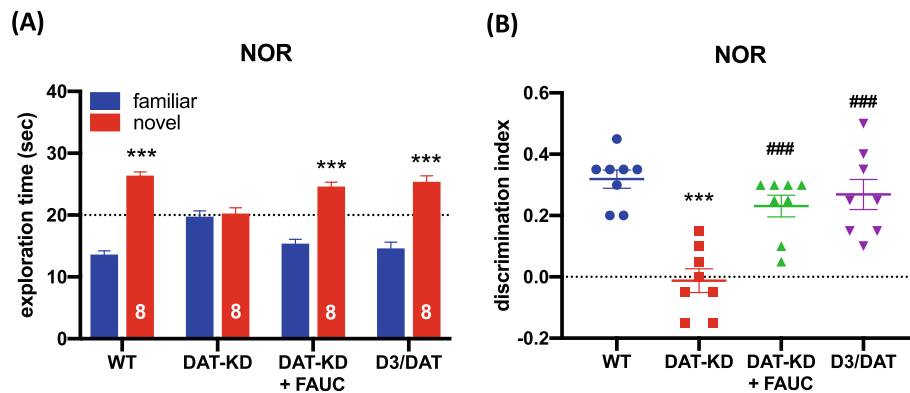 (A)
NOR
exploration time (sec)
40
30
20
10
0
familiar
novel
***
***
***
8
8
8
8
WT
DAT-KD
DAT-KD
+ FAUC
D3/DAT
(B)
NOR
discrimination index
0.6
0.4
0.2
0.0
-0.2
***
###
###
WT
DAT-KD
DAT-KD
+ FAUC
D3/DAT